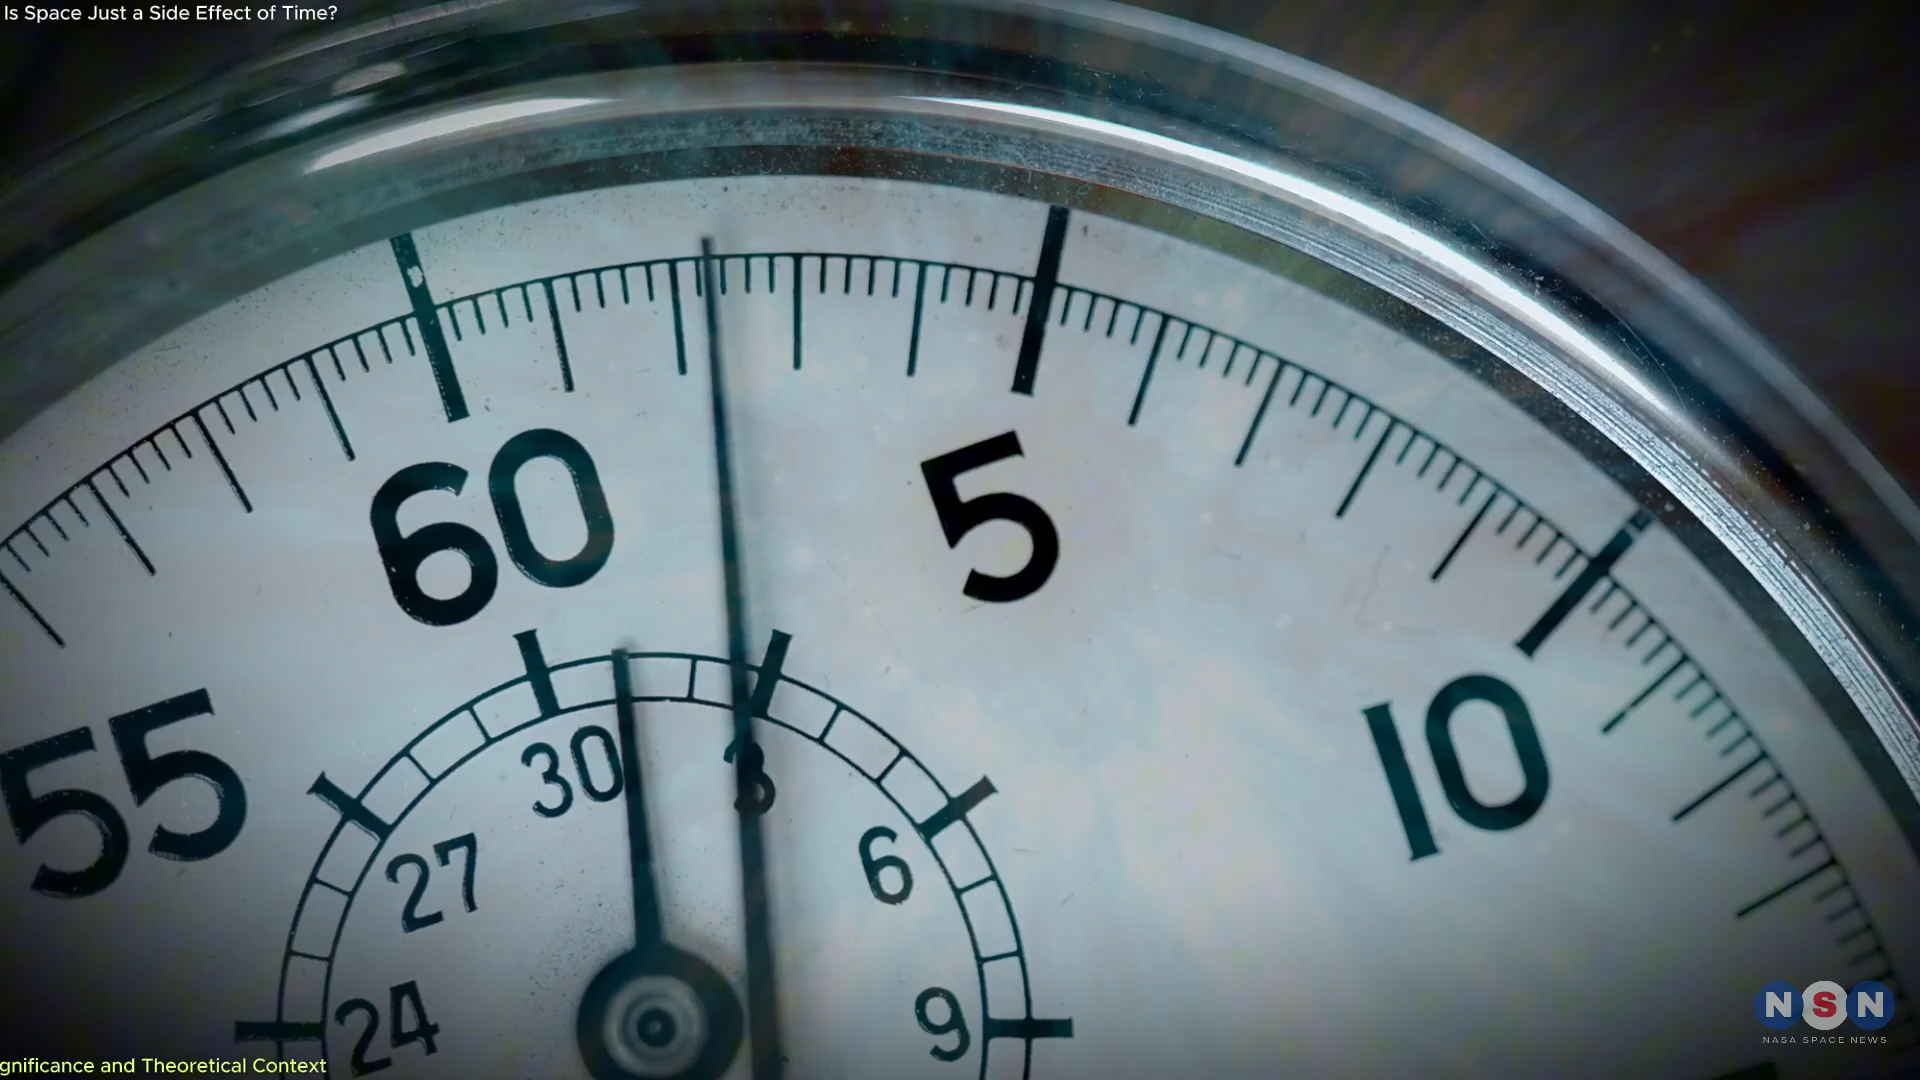 Is Space Just a Side Effect of Time?
60
5
55
10
30
3
27
6
24
9
gnificance and Theoretical Context
NSN
NASA SPACE NEWS